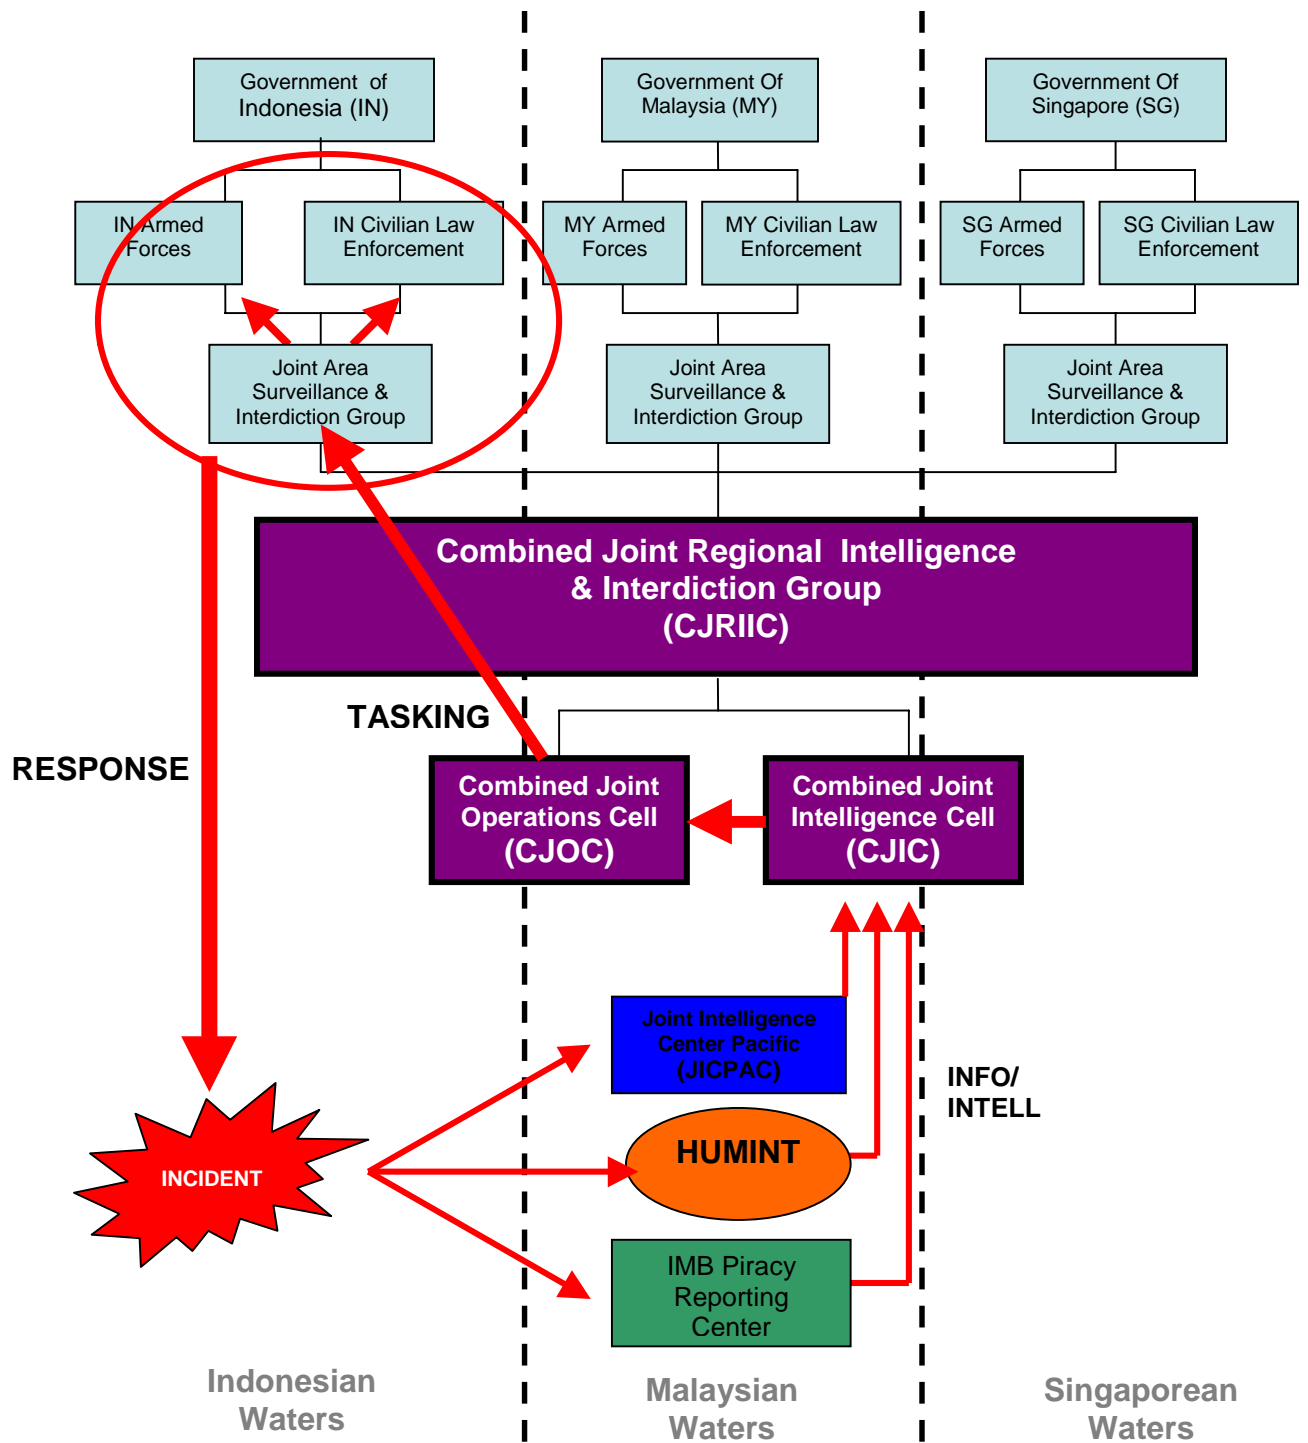 Government of
Indonesia (IN)
Government Of
Malaysia (MY)
Government Of
Singapore (SG)
IN Armed
Forces
IN Civilian Law
Enforcement
MY Armed
Forces
MY Civilian Law
Enforcement
SG Armed
Forces
SG Civilian Law
Enforcement
Joint Area
Surveillance &
Interdiction Group
Joint Area
Surveillance &
Interdiction Group
Joint Area
Surveillance &
Interdiction Group
Combined Joint Regional Intelligence
& Interdiction Group
(CJRIIC)
TASKING
RESPONSE
Combined Joint
Operations Cell
(CJOC)
Combined Joint
Intelligence Cell
(CJIC)
Joint Intelligence
Center Pacific
(JICPAC)
INFO/
INTELL
HUMINT
INCIDENT
IMB Piracy
Reporting
Center
Indonesian
Waters
Malaysian
Waters
Singaporean
Waters